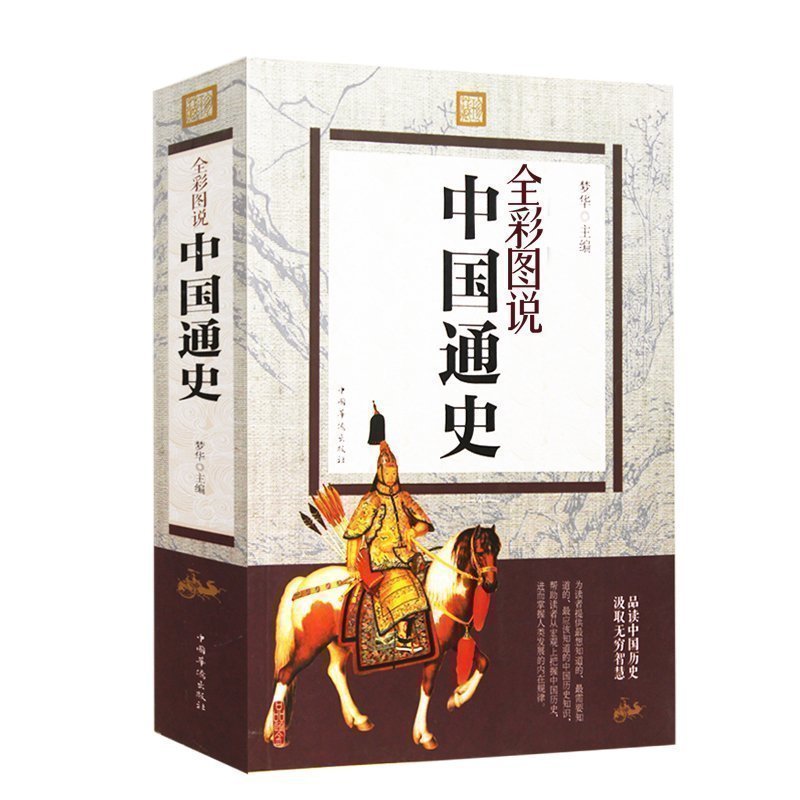 全彩图说
中国通史
梦华◎主编
中国华侨出版社
全彩图说
中国通史
梦华◎主编
中国華僑出版社
品读中国历史
汲取无穷智慧
为读者提供最想知道的、最需要知
道的、最应该知道的中国历史知识，
帮助读者从宏观上把握中国历史，
进而掌握人类发展的内在规律。